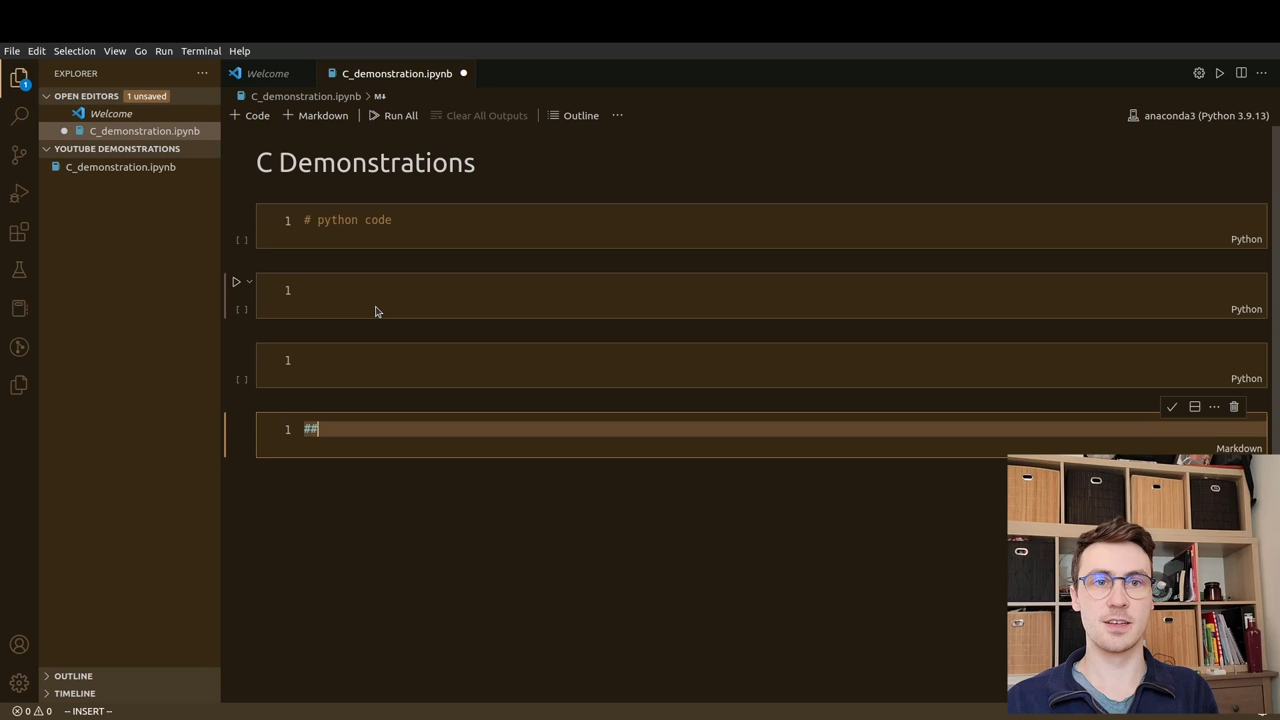 File Edit Selection View Go Run Terminal Help
EXPLORER ...
Welcome
C_demonstration.ipynb
OPEN EDITORS 1 unsaved
C_demonstration.ipynb > M↓
Welcome
+ Code + Markdown Run All Clear All Outputs Outline ... anaconda3 (Python 3.9.13)
C_demonstration.ipynb
YOUTUBE DEMONSTRATIONS
C_demonstration.ipynb
C Demonstrations
1 # python code
[ ] Python
1
[ ] Python
1
[ ] Python
1 ##
Markdown
OUTLINE
TIMELINE
0 0 -- INSERT --
1